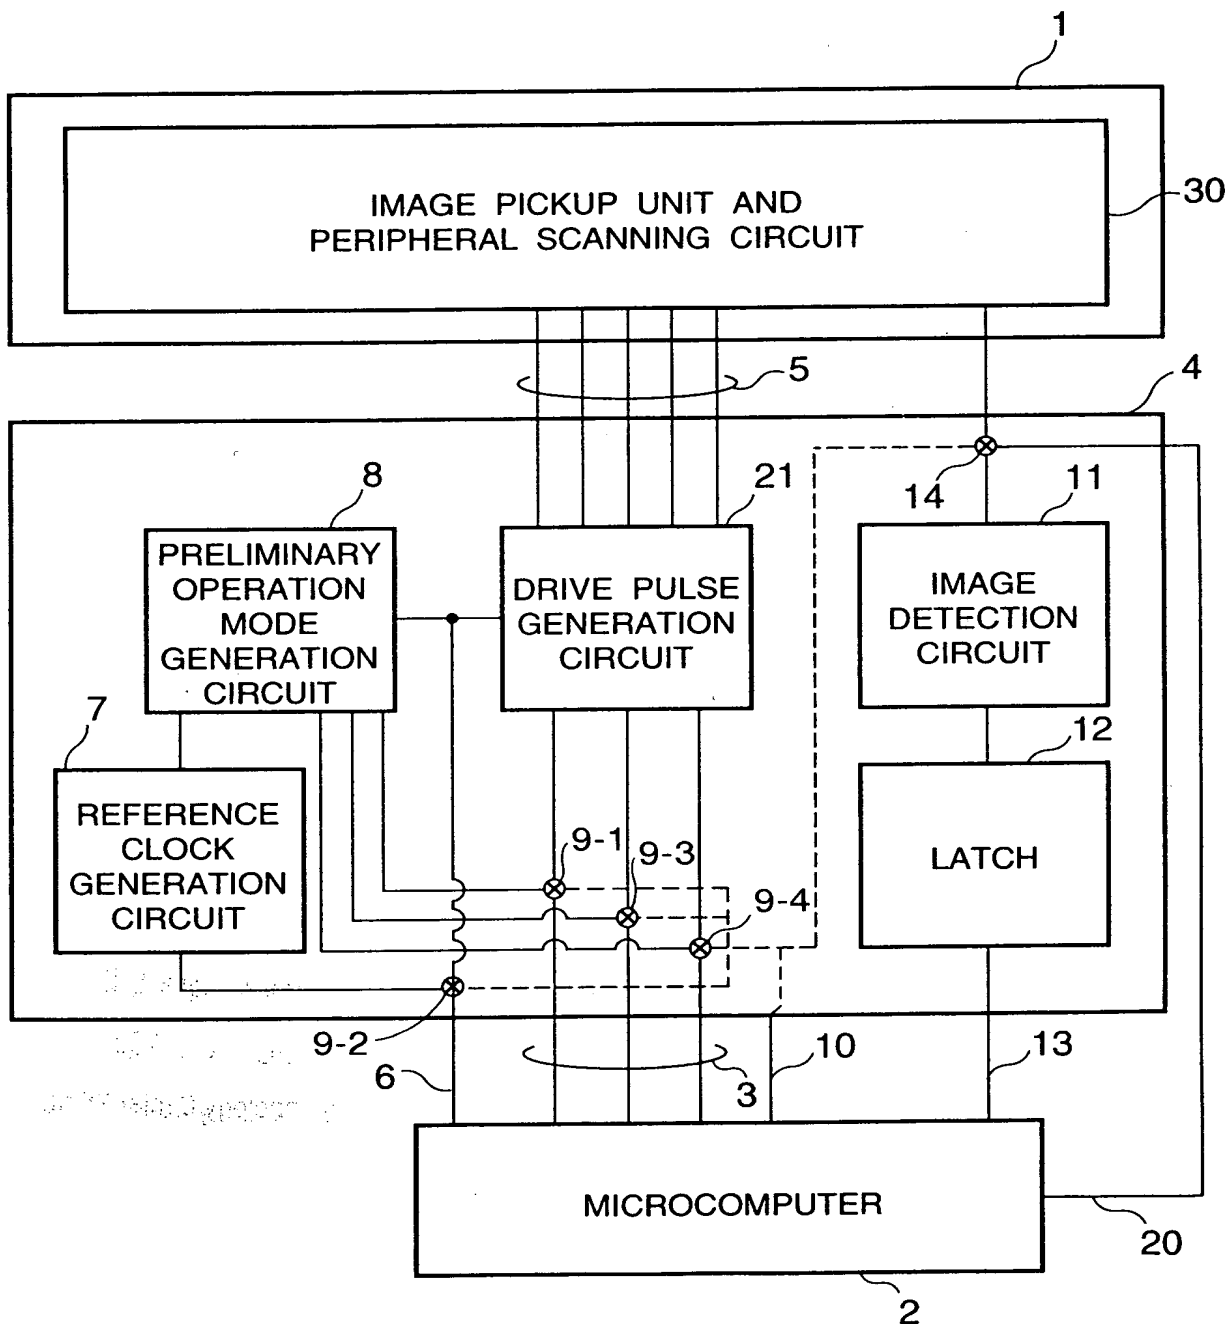 1
IMAGE PICKUP UNIT AND
PERIPHERAL SCANNING CIRCUIT
30
5
4
14
8
21
11
PRELIMINARY
OPERATION
MODE
GENERATION
CIRCUIT
DRIVE PULSE
GENERATION
CIRCUIT
IMAGE
DETECTION
CIRCUIT
7
12
REFERENCE
CLOCK
GENERATION
CIRCUIT
9-1
9-3
9-4
LATCH
9-2
6
3
10
13
MICROCOMPUTER
20
2